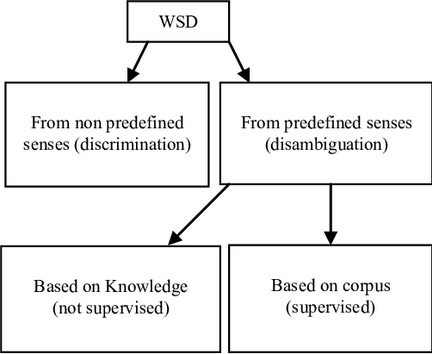 WSD
From non predefined
senses (discrimination)
From predefined senses
(disambiguation)
Based on Knowledge
(not supervised)
Based on corpus
(supervised)